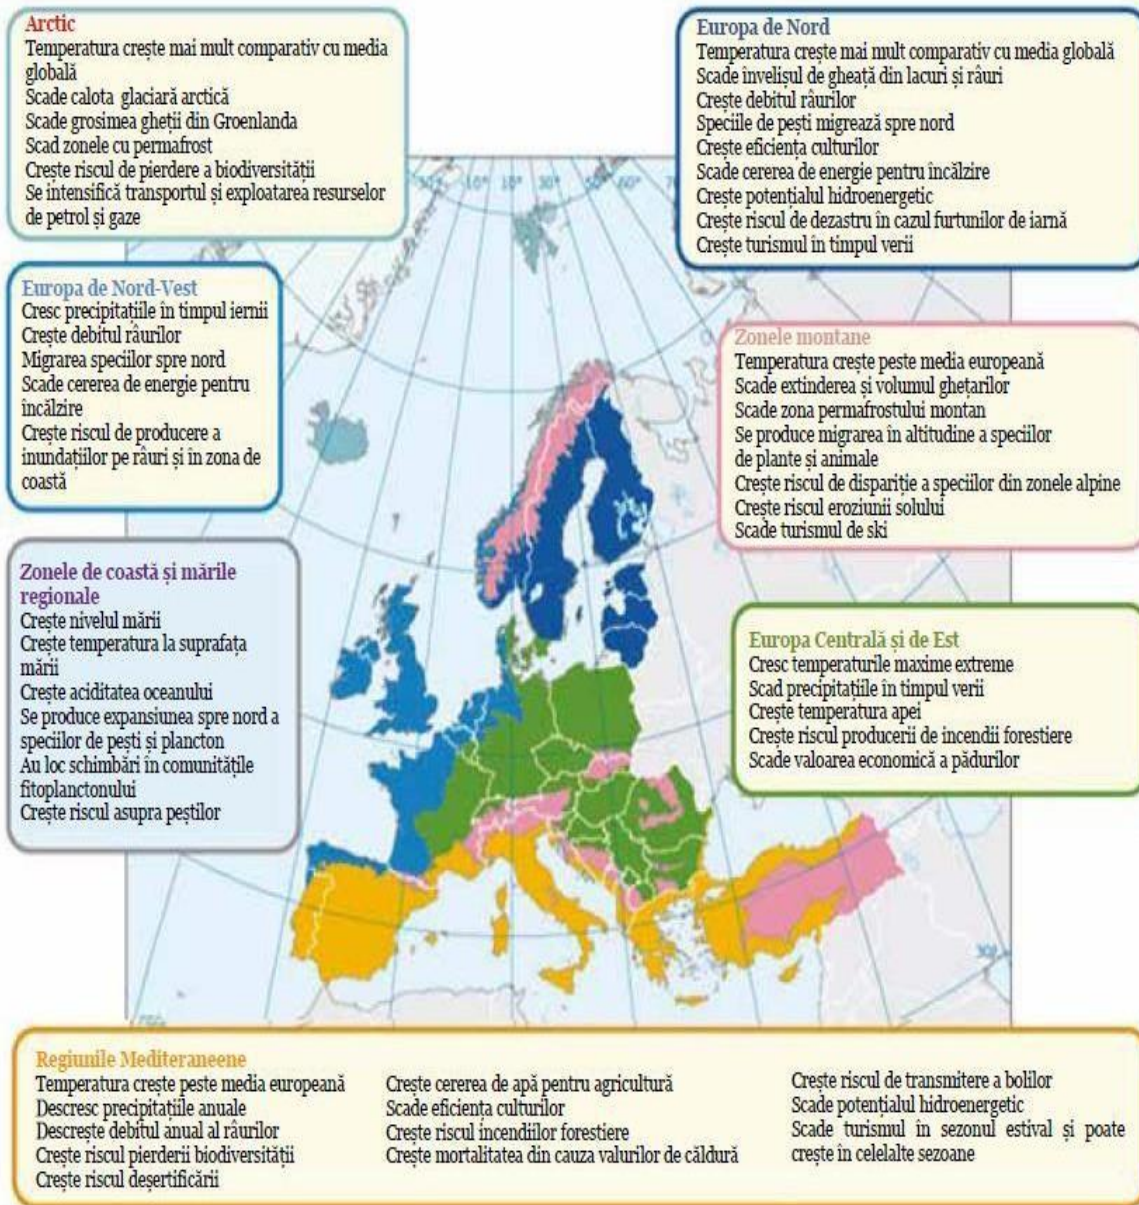 Arctic
Temperatura crește mai mult comparativ cu media
globală
Scade calota glaciară arctică
Scade grosimea gheții din Groenlanda
Scad zonele cu permafrost
Crește riscul de pierdere a biodiversității
Se intensifică transportul și exploatarea resurselor
de petrol și gaze
Europa de Nord
Temperatura crește mai mult comparativ cu media globală
Scade învelișul de gheață din lacuri și râuri
Crește debitul râurilor
Speciile de pești migrează spre nord
Crește eficiența culturilor
Scade cererea de energie pentru încălzire
Crește potențialul hidroenergetic
Crește riscul de dezastru în cazul furtunilor de iarnă
Crește turismul în timpul verii
10° 10° 30° 50° 60°
Europa de Nord-Vest
Cresc precipitațiile în timpul iernii
Crește debitul râurilor
Migrarea speciilor spre nord
Scade cererea de energie pentru
încălzire
Crește riscul de producere a
inundațiilor pe râuri și în zona de
coastă
Zonele montane
Temperatura crește peste media europeană
Scade extinderea și volumul ghețarilor
Scade zona permafrostului montan
Se produce migrarea în altitudine a speciilor
de plante și animale
Crește riscul de dispariție a speciilor din zonele alpine
Crește riscul eroziunii solului
Scade turismul de ski
Zonele de coastă și mările
regionale
Crește nivelul mării
Crește temperatura la suprafața
mării
Crește aciditatea oceanului
Se produce expansiunea spre nord a
speciilor de pești și plancton
Au loc schimbări în comunitățile
fitoplanctonului
Crește riscul asupra peștilor
Europa Centrală și de Est
Cresc temperaturile maxime extreme
Scad precipitațiile în timpul verii
Crește temperatura apei
Crește riscul producerii de incendii forestiere
Scade valoarea economică a pădurilor
Regiunile Mediteraneene
Temperatura crește peste media europeană
Descresc precipitațiile anuale
Descrește debitul anual al râurilor
Crește riscul pierderii biodiversității
Crește riscul deșertificării
Crește cererea de apă pentru agricultură
Scade eficiența culturilor
Crește riscul incendiilor forestiere
Crește mortalitatea din cauza valurilor de căldură
Crește riscul de transmitere a bolilor
Scade potențialul hidroenergetic
Scade turismul în sezonul estival și poate
crește în celelalte sezoane